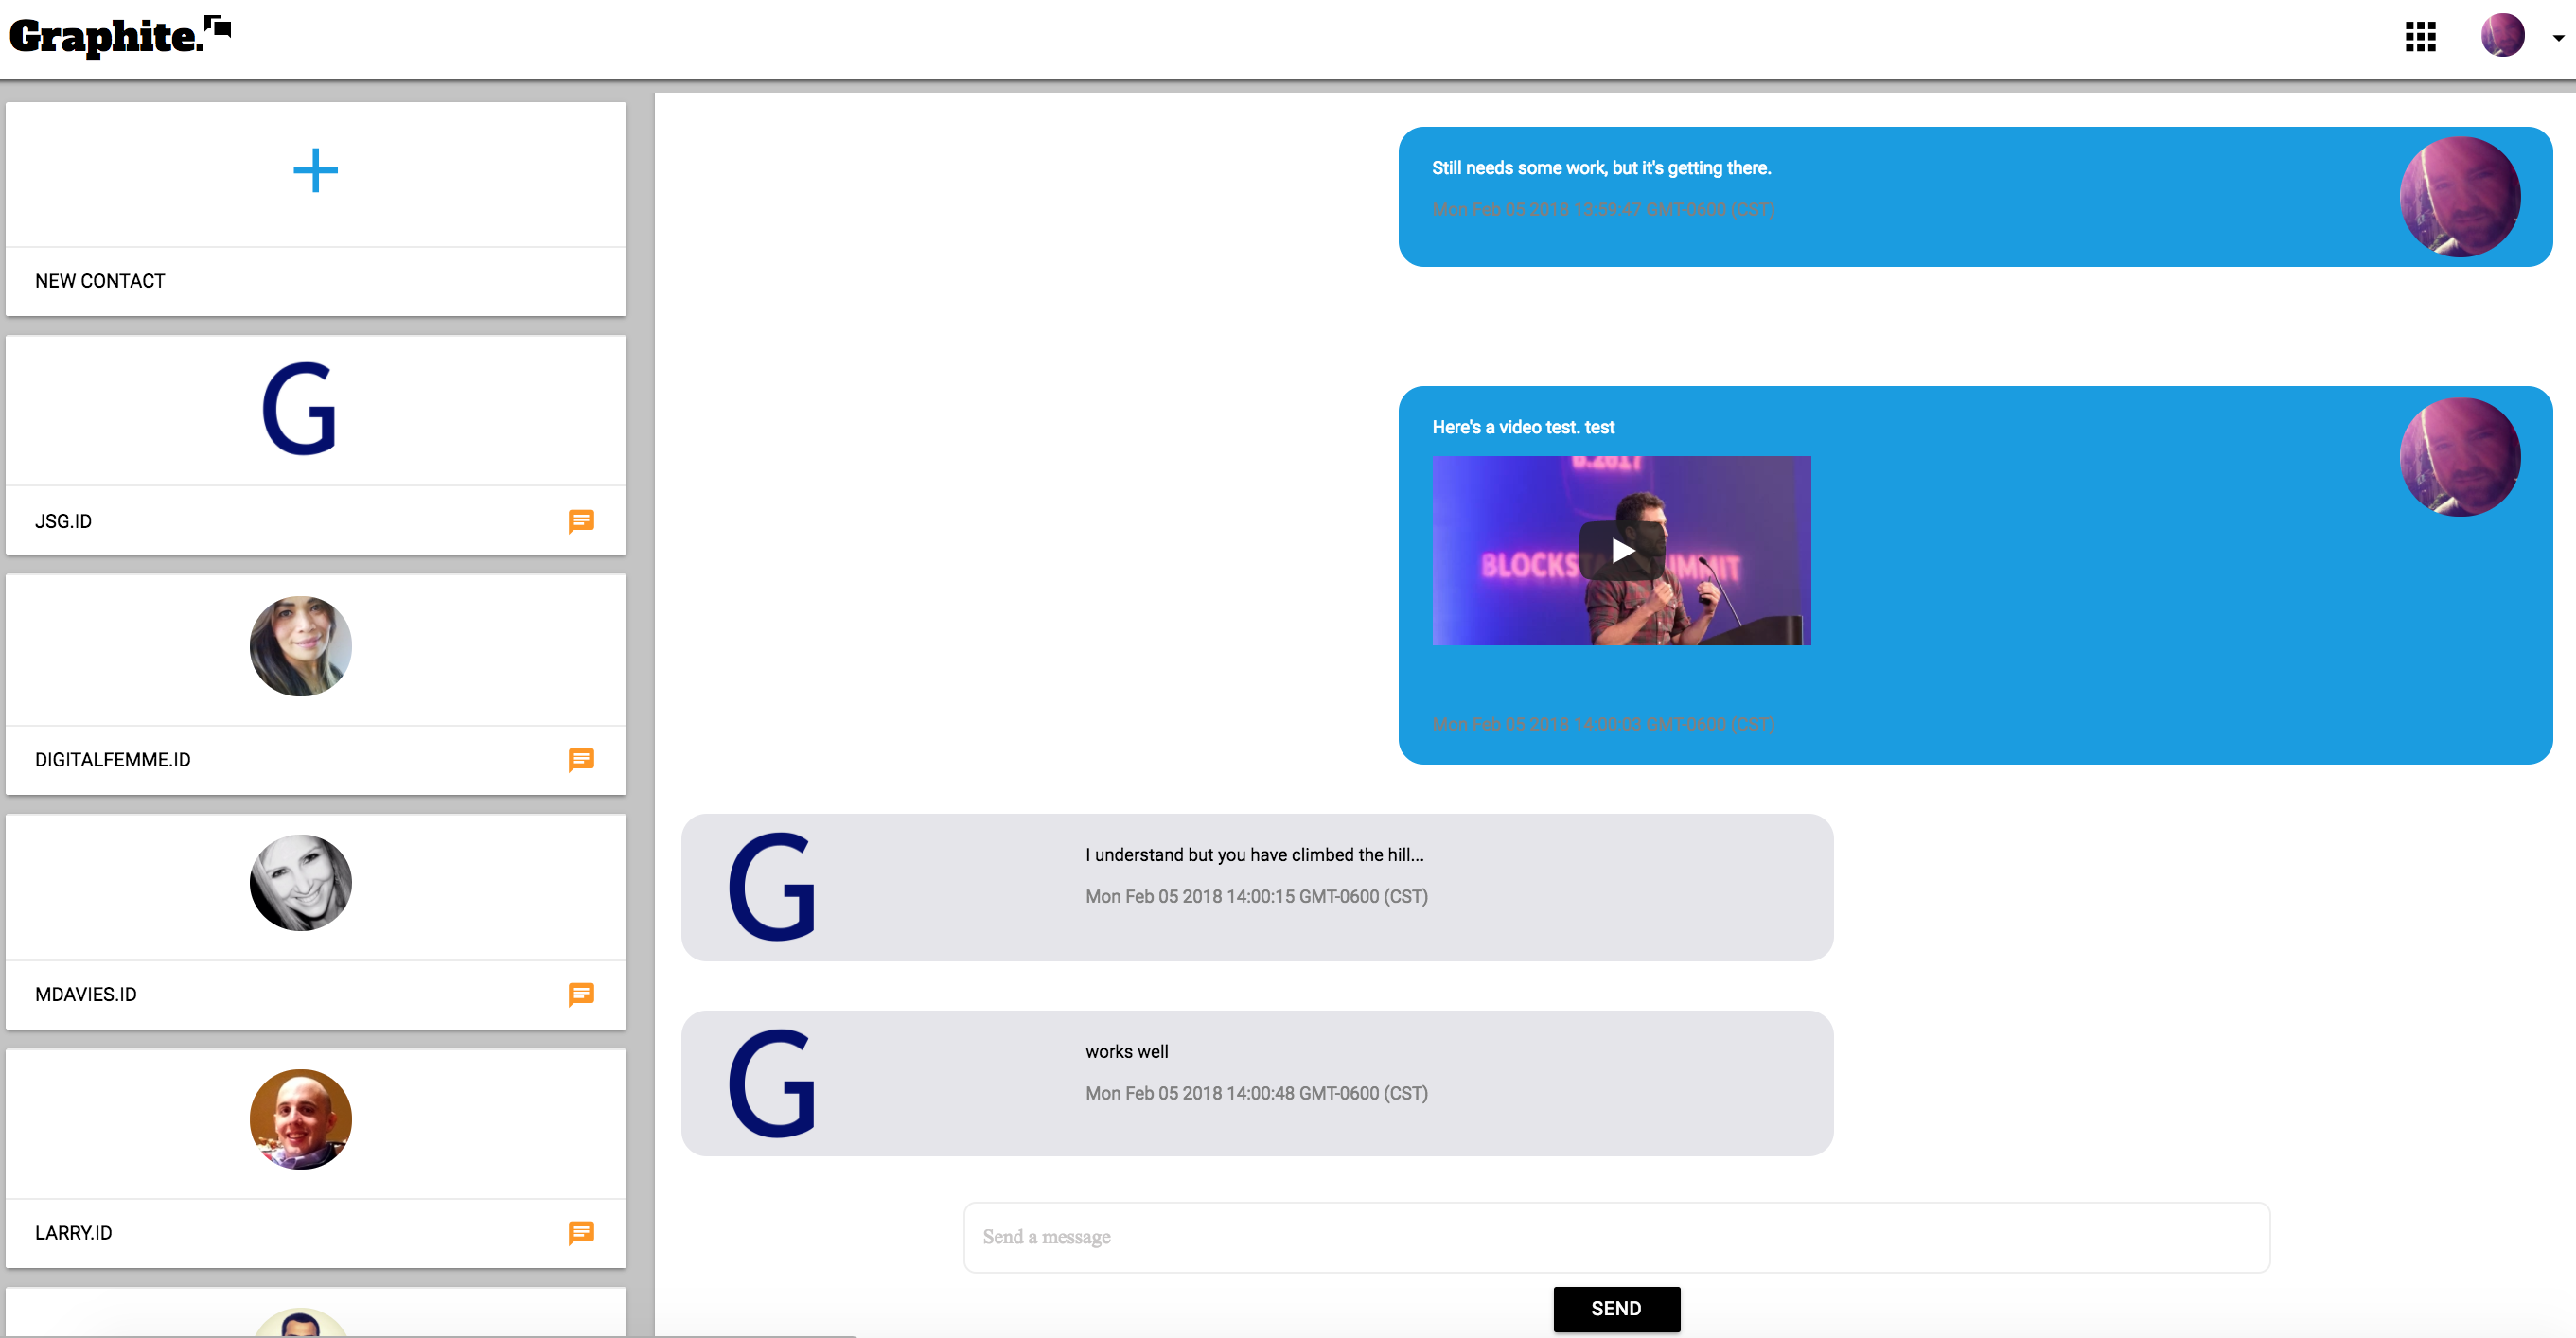 Graphite.
NEW CONTACT
G
JSG.ID
DIGITALFEMME.ID
MDAVIES.ID
LARRY.ID
Still needs some work, but it's getting there.
Mon Feb 05 2018 13:59:47 GMT-0600 (CST)
Here's a video test. test
Mon Feb 05 2018 14:00:03 GMT-0600 (CST)
G
I understand but you have climbed the hill...
Mon Feb 05 2018 14:00:15 GMT-0600 (CST)
G
works well
Mon Feb 05 2018 14:00:48 GMT-0600 (CST)
Send a message
SEND